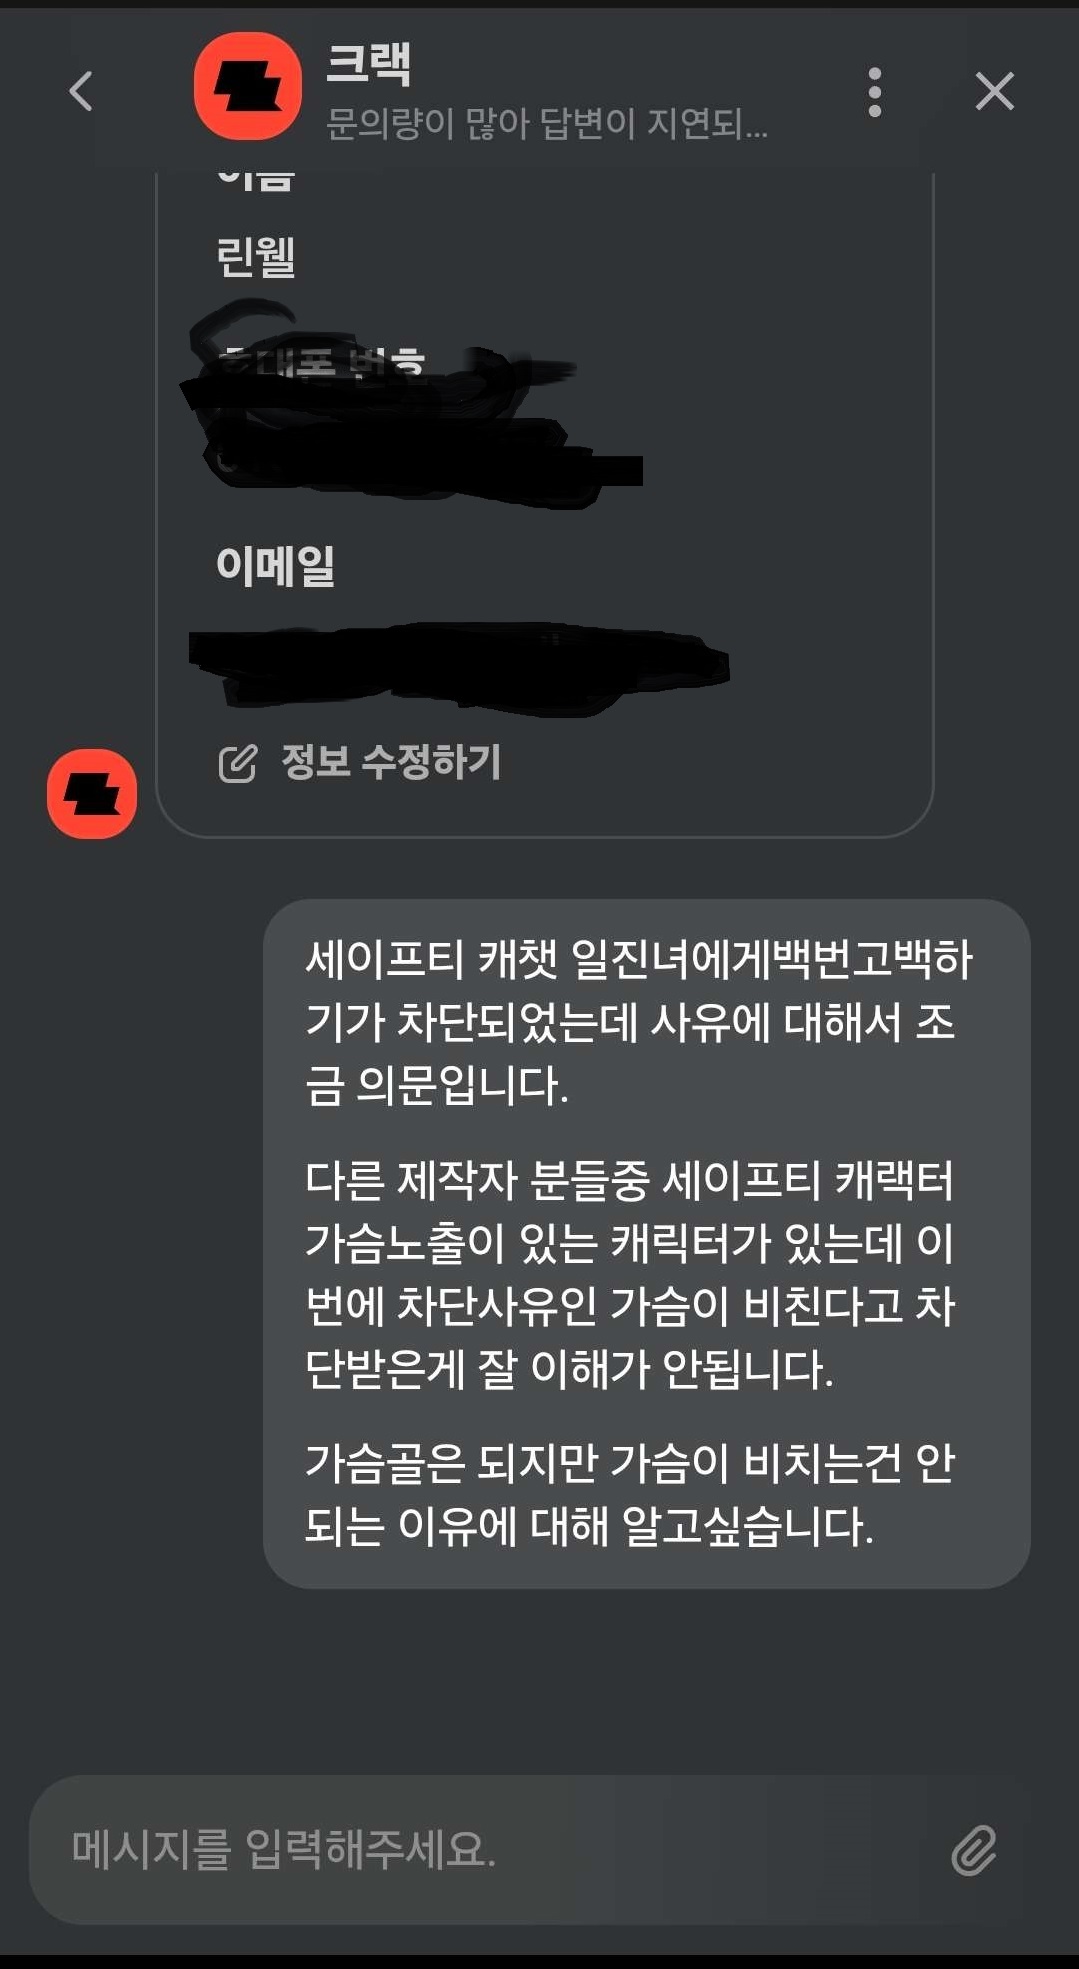 크랙
문의량이 많아 답변이 지연되...
이름
린웰
휴대폰 번호
이메일
정보 수정하기
세이프티 캐챗 일진녀에게백번고백하
기가 차단되었는데 사유에 대해서 조
금 의문입니다.
다른 제작자 분들중 세이프티 캐랙터
가슴노출이 있는 캐릭터가 있는데 이
번에 차단사유인 가슴이 비친다고 차
단받은게 잘 이해가 안됩니다.
가슴골은 되지만 가슴이 비치는건 안
되는 이유에 대해 알고싶습니다.
메시지를 입력해주세요.